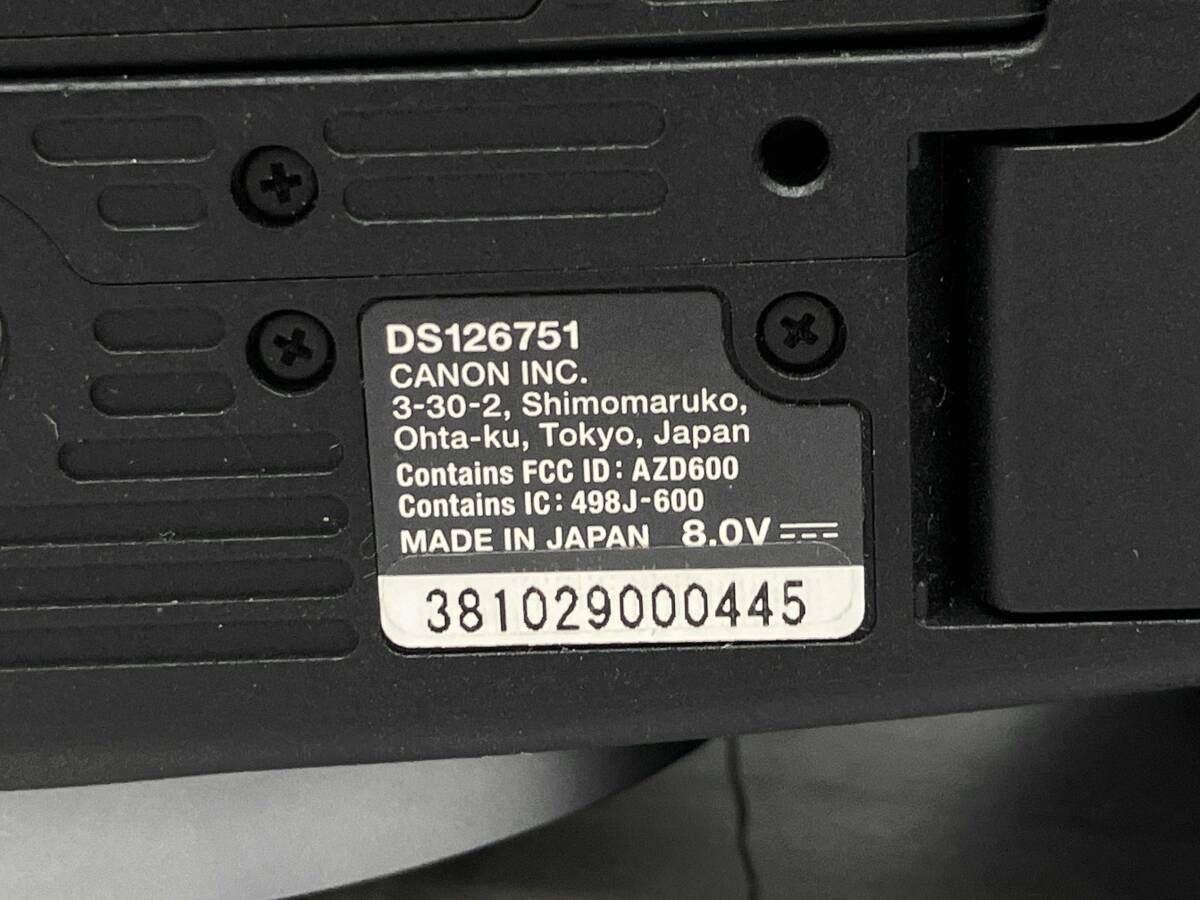 DS126751
CANON INC.
3-30-2, Shimomaruko,
Ohta-ku, Tokyo, Japan
Contains FCC ID: AZD600
Contains IC: 498J-600
MADE IN JAPAN 8.0V
381029000445